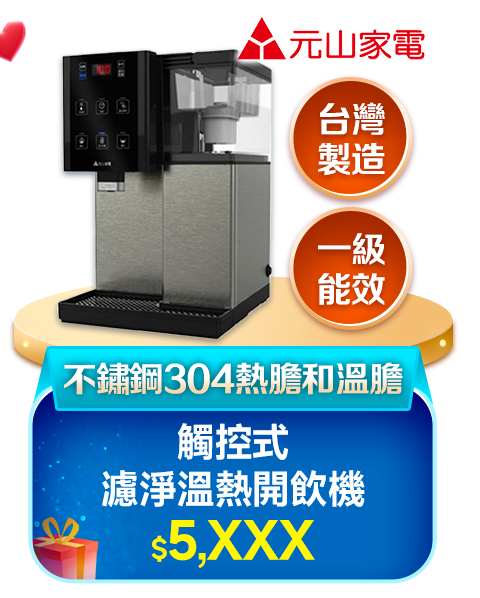 元山家電
台灣
製造
一級
能效
不鏽鋼304熱膽和溫膽
觸控式
濾淨溫熱開飲機
$5,XXX